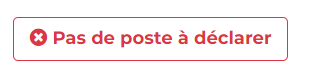 Pas de poste à déclarer